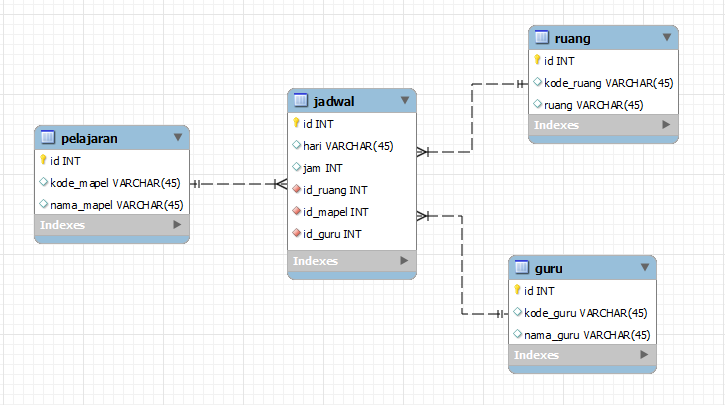 pelajaran
id INT
kode_mapel VARCHAR(45)
nama_mapel VARCHAR(45)
Indexes
jadwal
id INT
hari VARCHAR(45)
jam INT
id_ruang INT
id_mapel INT
id_guru INT
Indexes
ruang
id INT
kode_ruang VARCHAR(45)
ruang VARCHAR(45)
Indexes
guru
id INT
kode_guru VARCHAR(45)
nama_guru VARCHAR(45)
Indexes